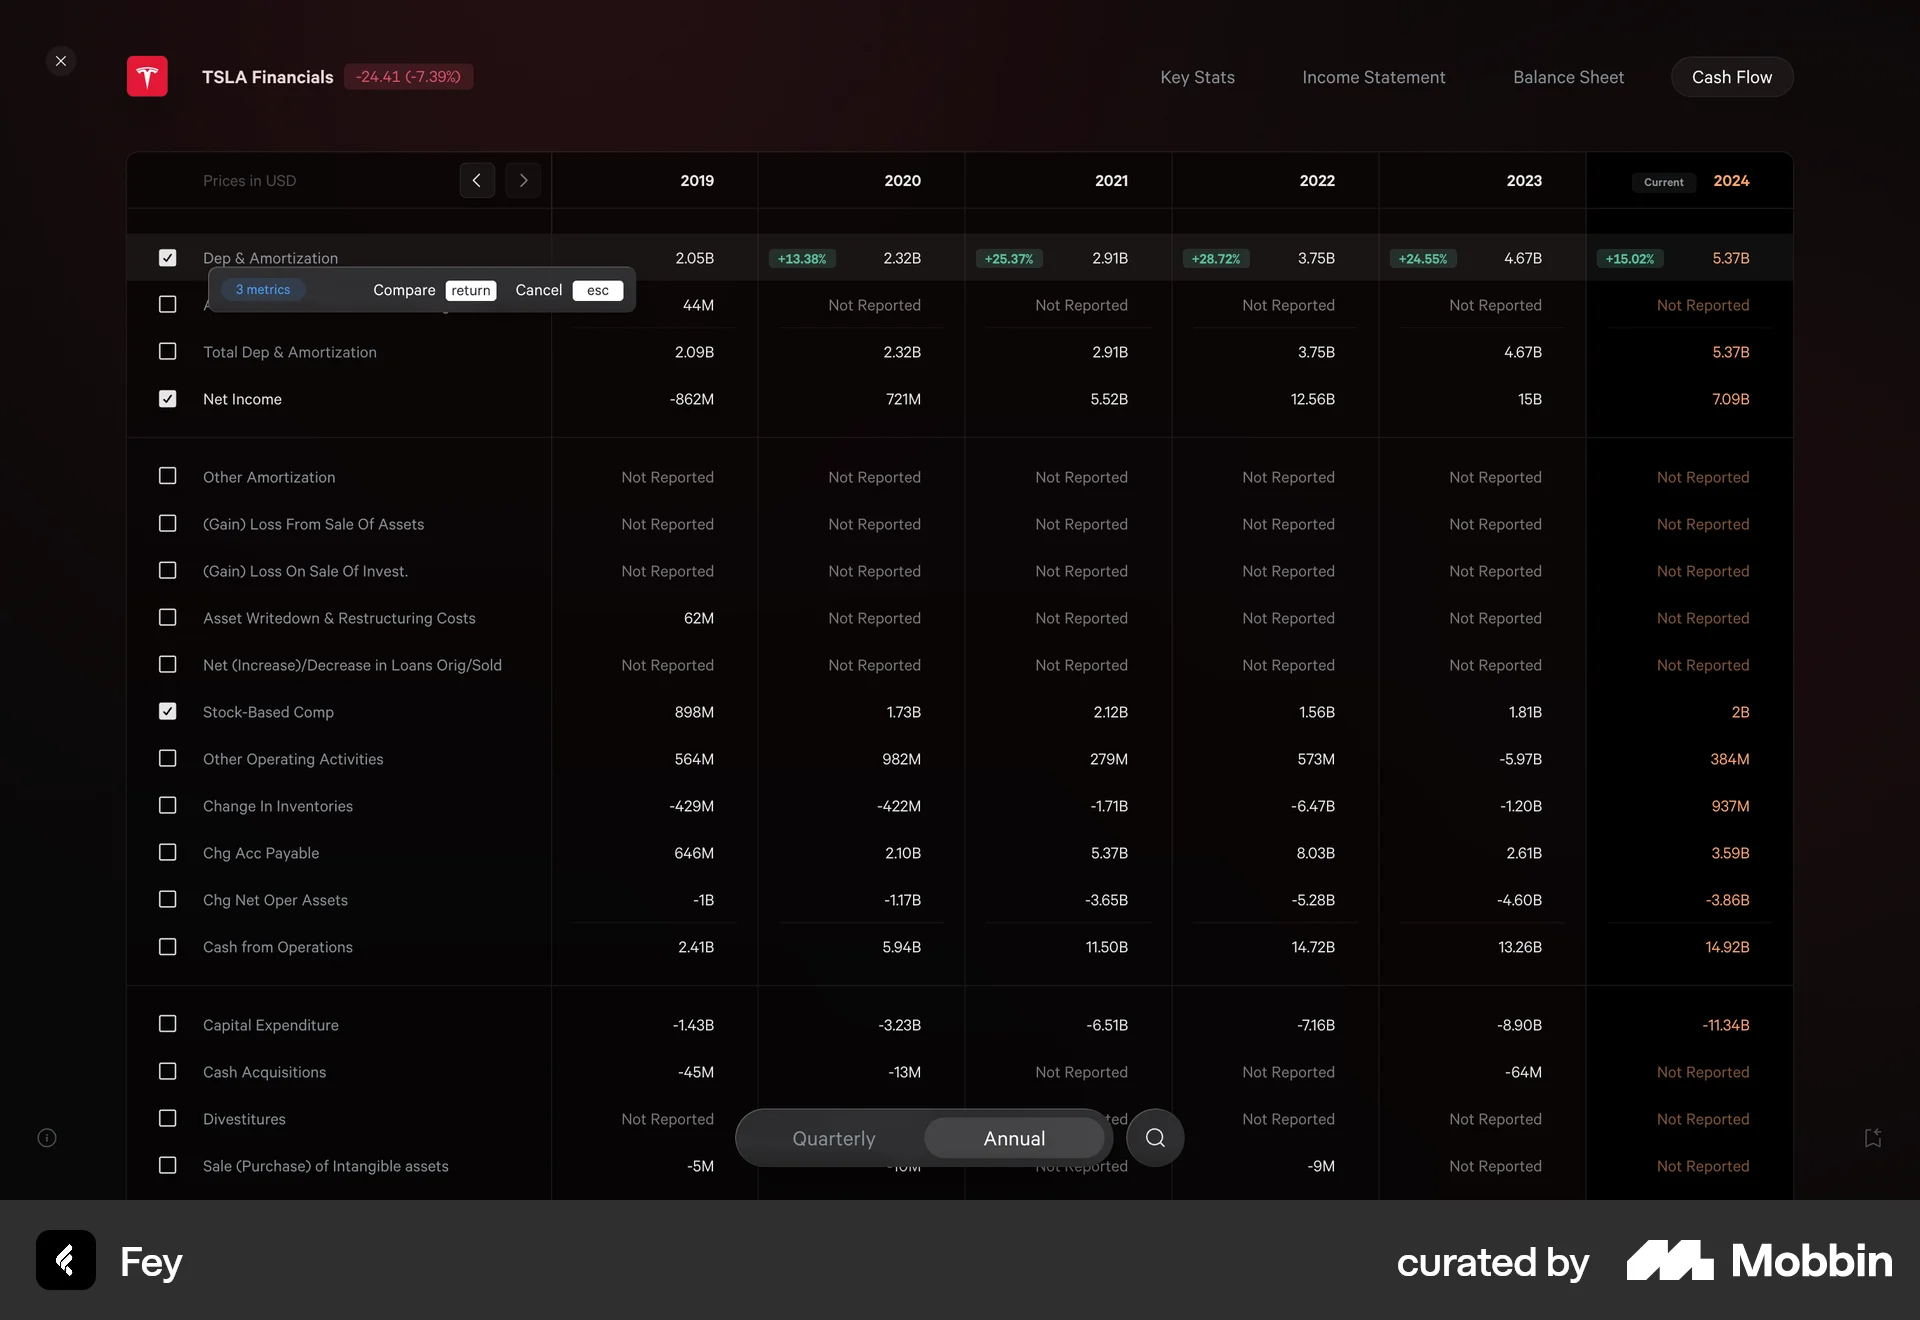 TSLA Financials -24.41 (-7.39%) Key Stats Income Statement Balance Sheet Cash Flow
Prices in USD 2019 2020 2021 2022 2023 Current 2024
Dep & Amortization 2.05B +13.38% 2.32B +25.37% 2.91B +28.72% 3.75B +24.55% 4.67B +15.02% 5.37B
3 metrics Compare return Cancel esc
44M Not Reported Not Reported Not Reported Not Reported Not Reported
Total Dep & Amortization 2.09B 2.32B 2.91B 3.75B 4.67B 5.37B
Net Income -862M 721M 5.52B 12.56B 15B 7.09B
Other Amortization Not Reported Not Reported Not Reported Not Reported Not Reported Not Reported
(Gain) Loss From Sale Of Assets Not Reported Not Reported Not Reported Not Reported Not Reported Not Reported
(Gain) Loss On Sale Of Invest. Not Reported Not Reported Not Reported Not Reported Not Reported Not Reported
Asset Writedown & Restructuring Costs 62M Not Reported Not Reported Not Reported Not Reported Not Reported
Net (Increase)/Decrease in Loans Orig/Sold Not Reported Not Reported Not Reported Not Reported Not Reported Not Reported
Stock-Based Comp 898M 1.73B 2.12B 1.56B 1.81B 2B
Other Operating Activities 564M 982M 279M 573M -5.97B 384M
Change In Inventories -429M -422M -1.71B -6.47B -1.20B 937M
Chg Acc Payable 646M 2.10B 5.37B 8.03B 2.61B 3.59B
Chg Net Oper Assets -1B -1.17B -3.65B -5.28B -4.60B -3.86B
Cash from Operations 2.41B 5.94B 11.50B 14.72B 13.26B 14.92B
Capital Expenditure -1.43B -3.23B -6.51B -7.16B -8.90B -11.34B
Cash Acquisitions -45M -13M Not Reported Not Reported -64M Not Reported
Divestitures Not Reported Not Reported Not Reported Not Reported
Quarterly Annual
Sale (Purchase) of Intangible assets -5M -10M Not Reported -9M Not Reported Not Reported
Fey curated by Mobbin